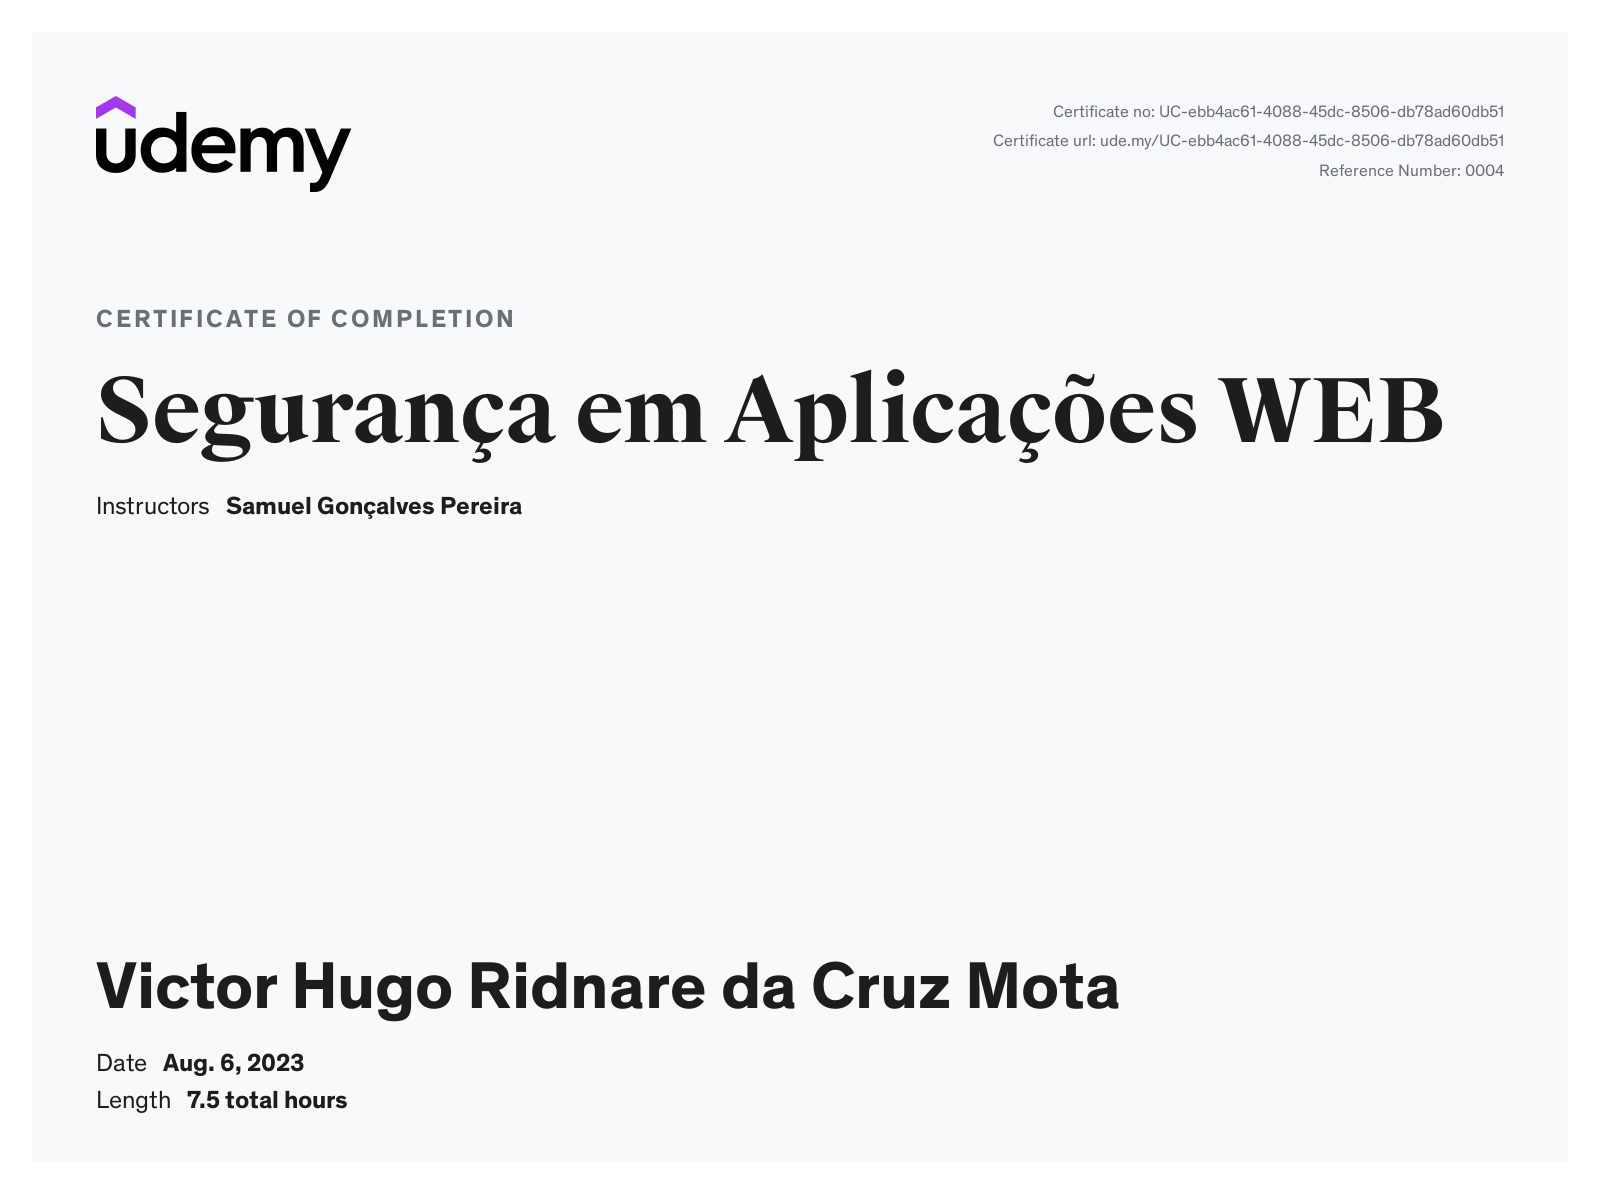 udemy
Certificate no: UC-ebb4ac61-4088-45dc-8506-db78ad60db51
Certificate url: ude.my/UC-ebb4ac61-4088-45dc-8506-db78ad60db51
Reference Number: 0004
CERTIFICATE OF COMPLETION
Segurança em Aplicações WEB
Instructors Samuel Gonçalves Pereira
Victor Hugo Ridnare da Cruz Mota
Date Aug. 6, 2023
Length 7.5 total hours